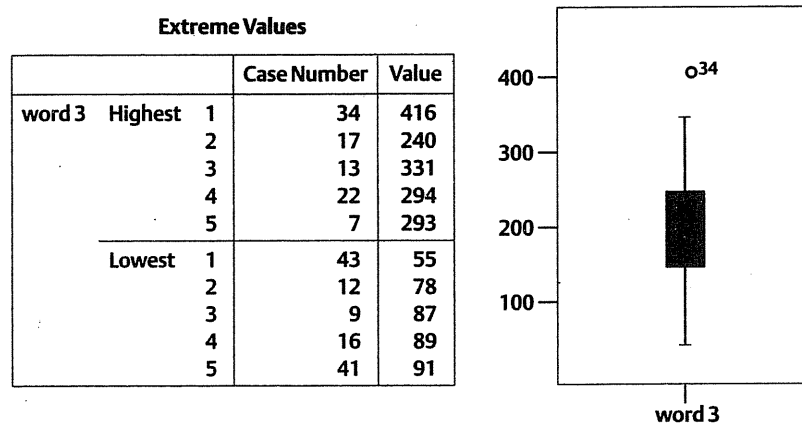 Extreme Values
Case Number Value
word 3 Highest 1 34 416
2 17 240
3 13 331
4 22 294
5 7 293
Lowest 1 43 55
2 12 78
3 9 87
4 16 89
5 41 91
400
300
200
100
34
word 3